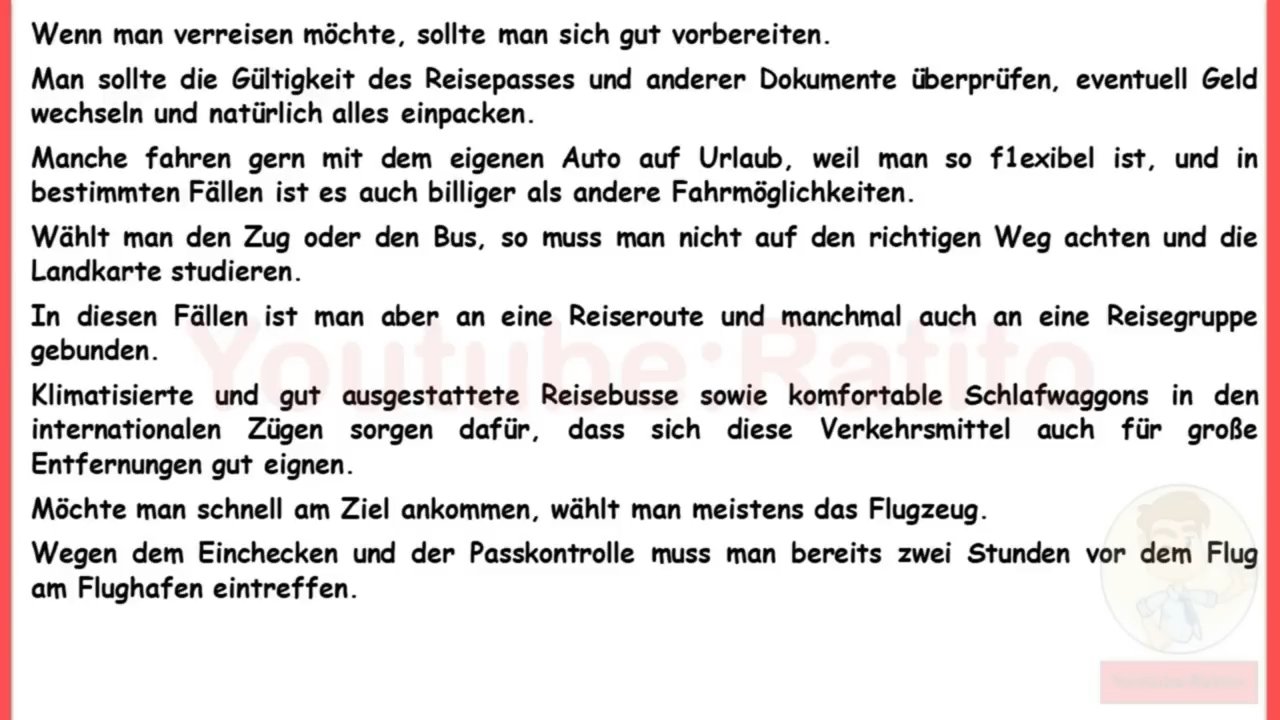 Wenn man verreisen möchte, sollte man sich gut vorbereiten.
Man sollte die Gültigkeit des Reisepasses und anderer Dokumente überprüfen, eventuell Geld
wechseln und natürlich alles einpacken.
Manche fahren gern mit dem eigenen Auto auf Urlaub, weil man so f1exibel ist, und in
bestimmten Fällen ist es auch billiger als andere Fahrmöglichkeiten.
Wählt man den Zug oder den Bus, so muss man nicht auf den richtigen Weg achten und die
Landkarte studieren.
In diesen Fällen ist man aber an eine Reiseroute und manchmal auch an eine Reisegruppe
gebunden.
Youtube:Rafito
Klimatisierte und gut ausgestattete Reisebusse sowie komfortable Schlafwaggons in den
internationalen Zügen sorgen dafür, dass sich diese Verkehrsmittel auch für große
Entfernungen gut eignen.
Möchte man schnell am Ziel ankommen, wählt man meistens das Flugzeug.
Wegen dem Einchecken und der Passkontrolle muss man bereits zwei Stunden vor dem Flug
am Flughafen eintreffen.